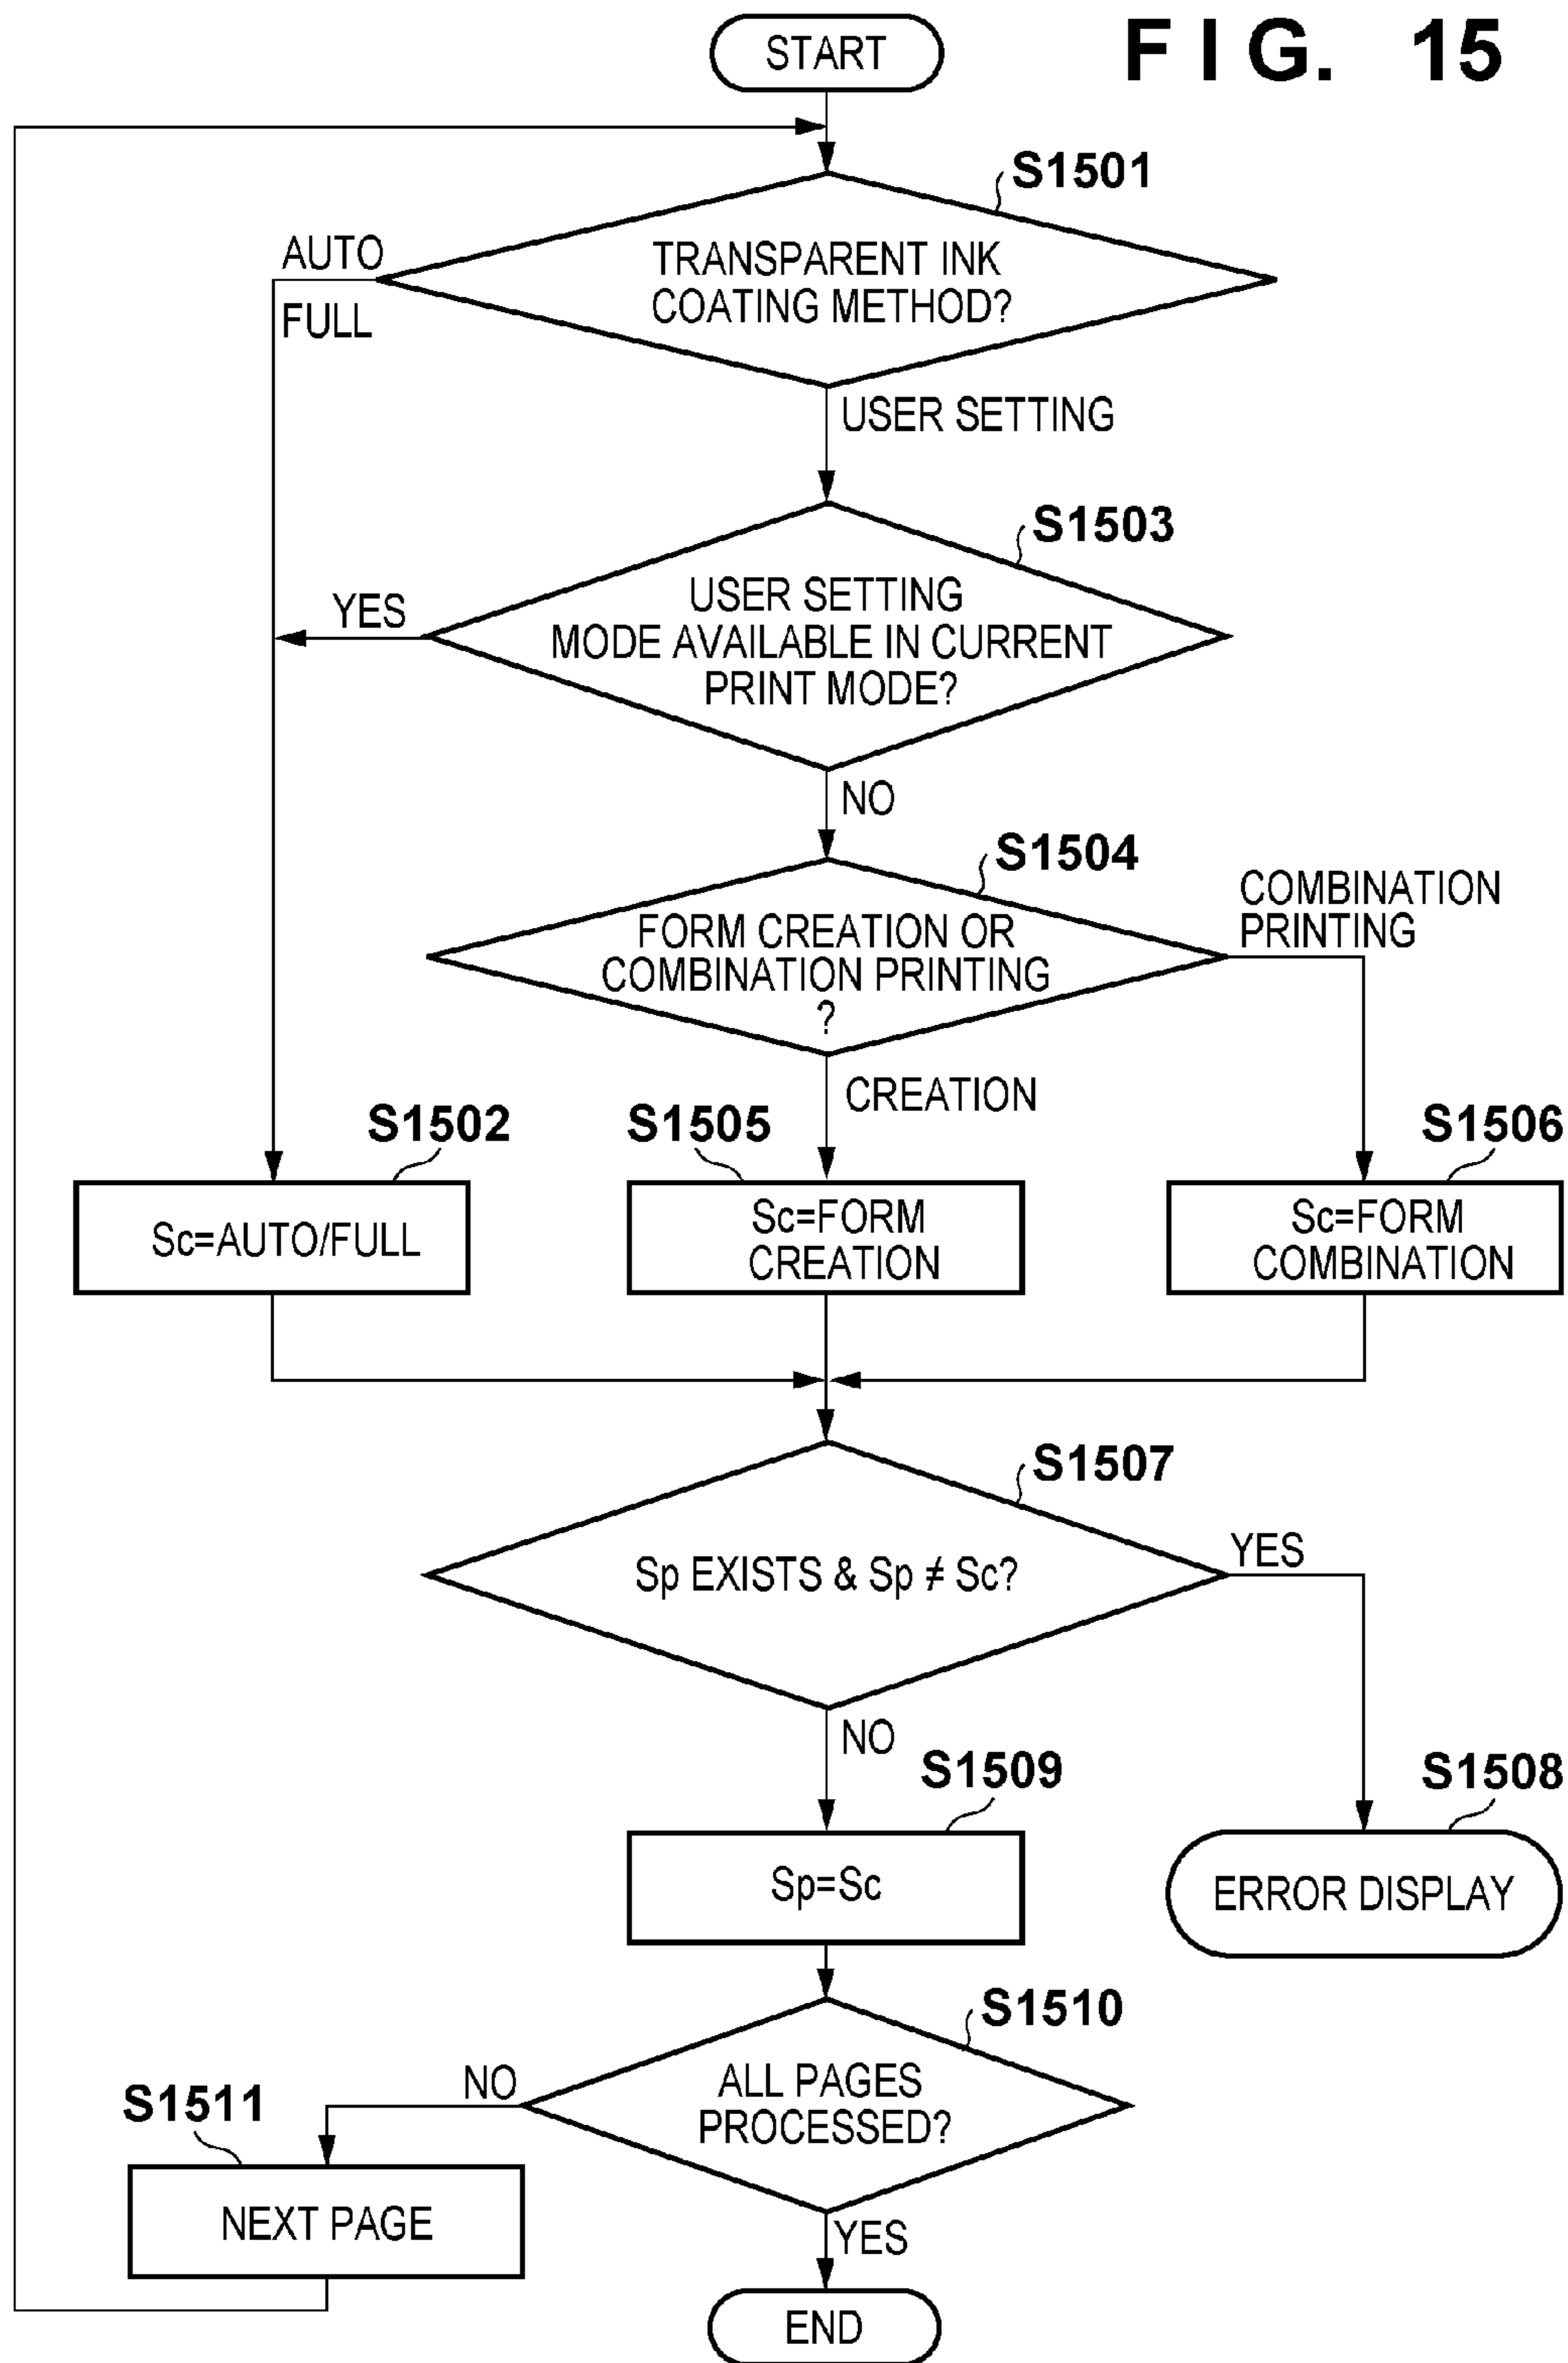 FIG. 15
START
S1501
AUTO
FULL
TRANSPARENT INK
COATING METHOD?
USER SETTING
S1503
YES
USER SETTING
MODE AVAILABLE IN CURRENT
PRINT MODE?
NO
S1504
COMBINATION
PRINTING
FORM CREATION OR
COMBINATION PRINTING
?
CREATION
S1502
S1505
S1506
Sc=AUTO/FULL
Sc=FORM
CREATION
Sc=FORM
COMBINATION
S1507
Sp EXISTS & Sp ≠ Sc?
YES
NO
S1509
S1508
Sp=Sc
ERROR DISPLAY
S1510
NO
ALL PAGES
PROCESSED?
S1511
NEXT PAGE
YES
END